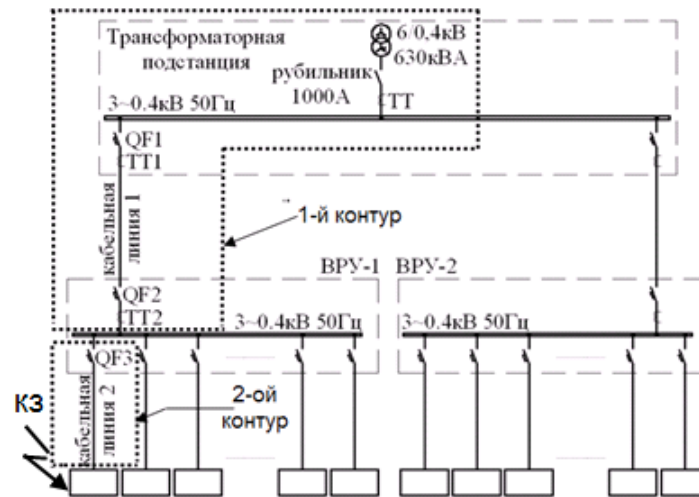 Трансформаторная
подстанция
6/0,4кВ
630кВА
рубильник
1000А
ТТ
3~0.4кВ 50Гц
QF1
ТТ1
кабельная
линия 1
1-й контур
ВРУ-1
ВРУ-2
QF2
ТТ2
3~0.4кВ 50Гц
3~0.4кВ 50Гц
QF3
КЗ
кабельная
линия 2
2-ой
контур